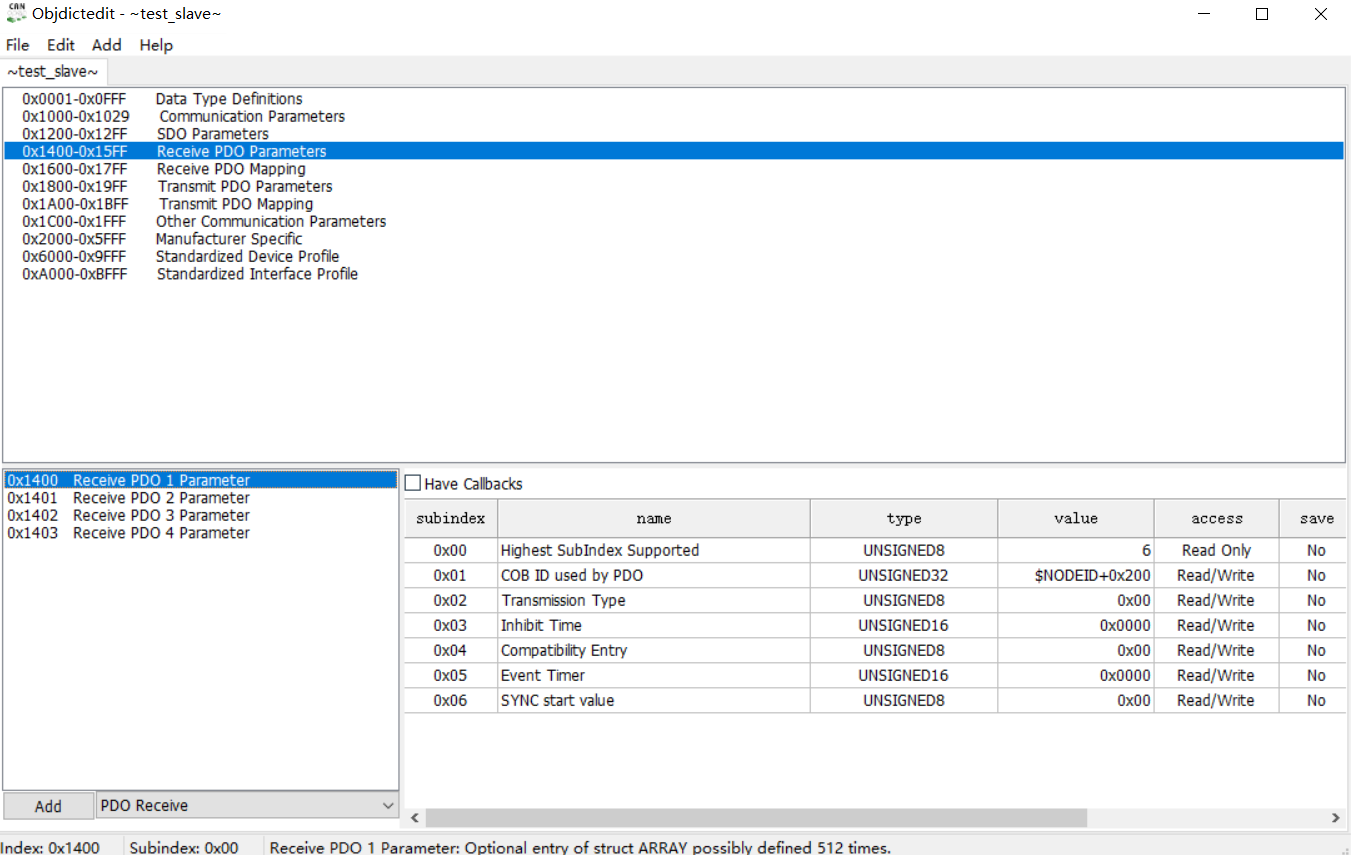 CAN
Objdictedit - ~test_slave~
File Edit Add Help
~test_slave~
0x0001-0x0FFF Data Type Definitions
0x1000-0x1029 Communication Parameters
0x1200-0x12FF SDO Parameters
0x1400-0x15FF Receive PDO Parameters
0x1600-0x17FF Receive PDO Mapping
0x1800-0x19FF Transmit PDO Parameters
0x1A00-0x1BFF Transmit PDO Mapping
0x1C00-0x1FFF Other Communication Parameters
0x2000-0x5FFF Manufacturer Specific
0x6000-0x9FFF Standardized Device Profile
0xA000-0xBFFF Standardized Interface Profile
0x1400 Receive PDO 1 Parameter
0x1401 Receive PDO 2 Parameter
0x1402 Receive PDO 3 Parameter
0x1403 Receive PDO 4 Parameter
Add PDO Receive
Have Callbacks
subindex name type value access save
0x00 Highest SubIndex Supported UNSIGNED8 6 Read Only No
0x01 COB ID used by PDO UNSIGNED32 $NODEID+0x200 Read/Write No
0x02 Transmission Type UNSIGNED8 0x00 Read/Write No
0x03 Inhibit Time UNSIGNED16 0x0000 Read/Write No
0x04 Compatibility Entry UNSIGNED8 0x00 Read/Write No
0x05 Event Timer UNSIGNED16 0x0000 Read/Write No
0x06 SYNC start value UNSIGNED8 0x00 Read/Write No
Index: 0x1400 Subindex: 0x00 Receive PDO 1 Parameter: Optional entry of struct ARRAY possibly defined 512 times.